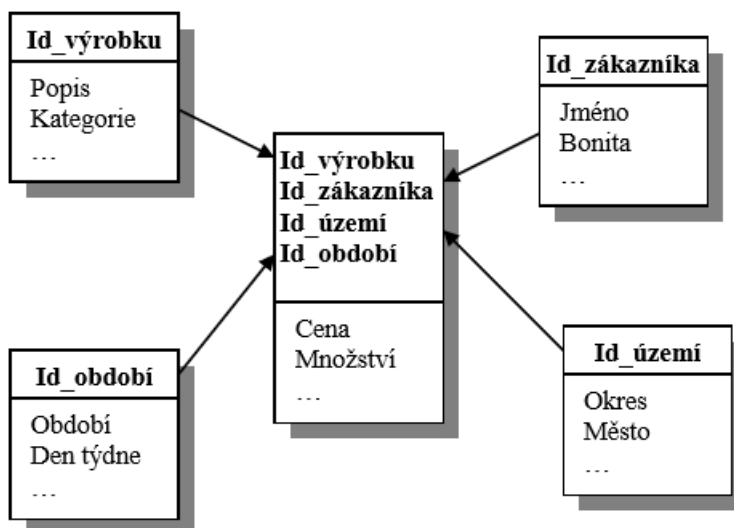 Id_výrobku
Popis
Kategorie
…
Id_zákazníka
Jméno
Bonita
…
Id_výrobku
Id_zákazníka
Id_území
Id_období
Cena
Množství
…
Id_období
Období
Den týdne
…
Id_území
Okres
Město
…